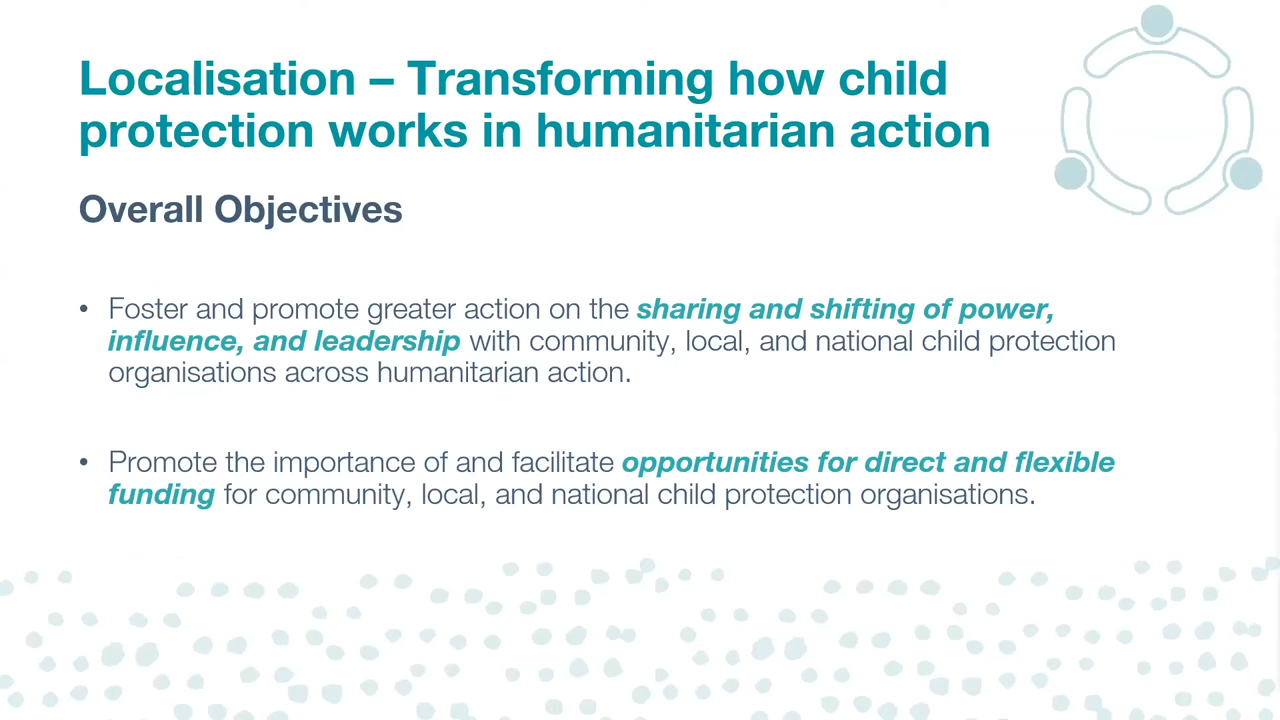 Localisation – Transforming how child
protection works in humanitarian action
Overall Objectives
• Foster and promote greater action on the sharing and shifting of power,
influence, and leadership with community, local, and national child protection
organisations across humanitarian action.
• Promote the importance of and facilitate opportunities for direct and flexible
funding for community, local, and national child protection organisations.